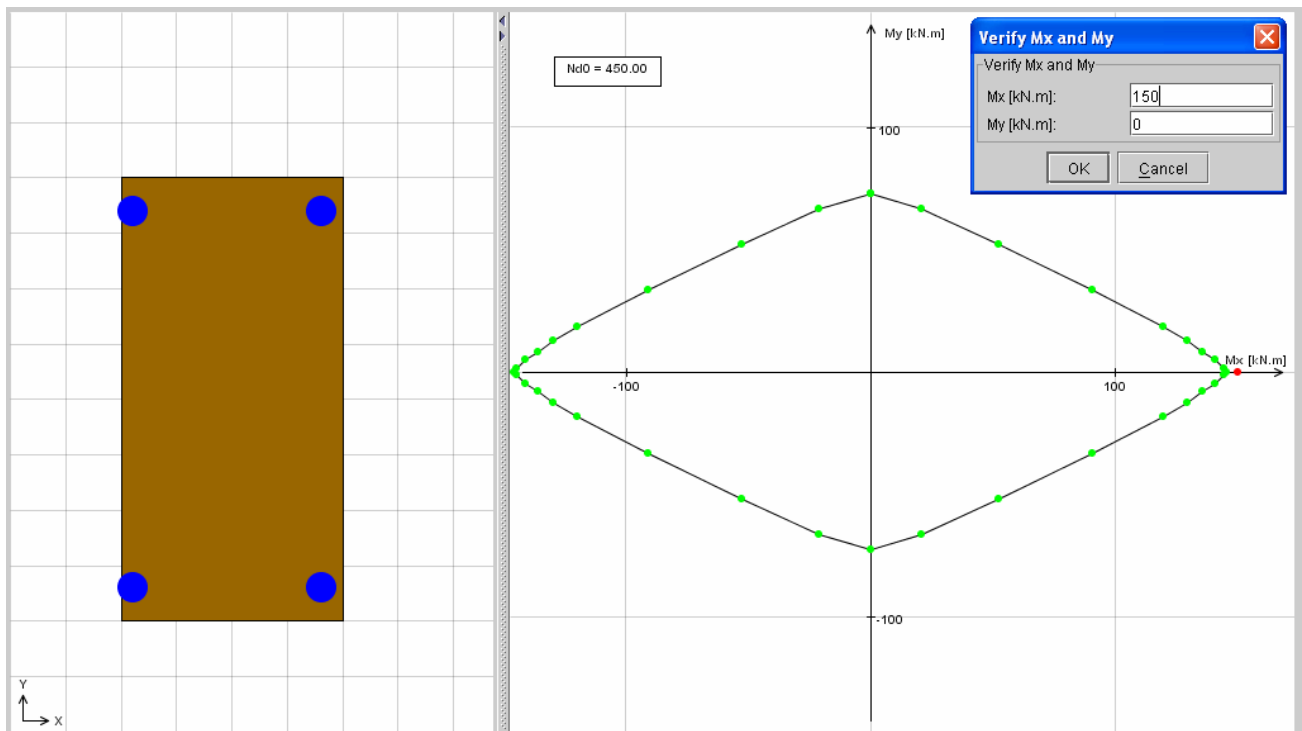 My [kN.m]
Nd0 = 450.00
100
-100
100
Mx [kN.m]
-100
Verify Mx and My
Verify Mx and My
Mx [kN.m]: 150
My [kN.m]: 0
OK Cancel
Y
X